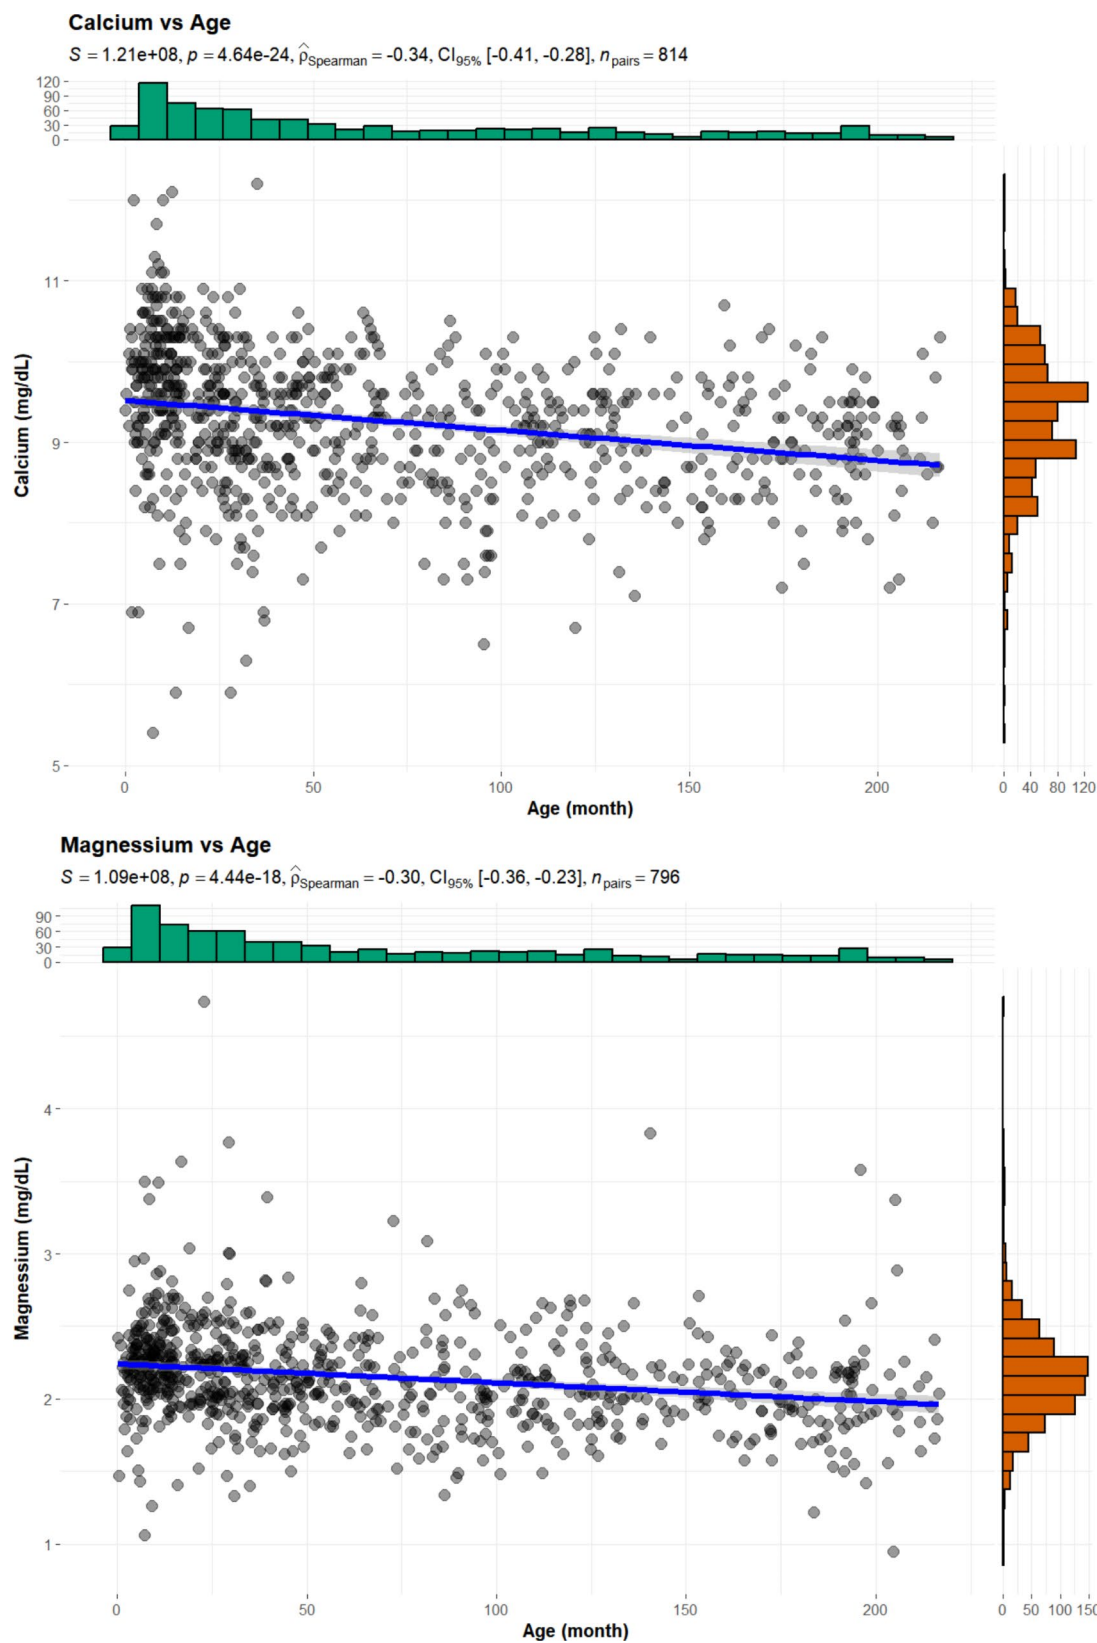 Calcium vs Age
S = 1.21e+08, p = 4.64e-24, ρ̂Spearman = -0.34, CI95% [-0.41, -0.28], npairs = 814
120
90
60
30
0
11
9
7
5
Calcium (mg/dL)
0 50 100 150 200
0 40 80 120
Age (month)
Magnessium vs Age
S = 1.09e+08, p = 4.44e-18, ρ̂Spearman = -0.30, CI95% [-0.36, -0.23], npairs = 796
90
60
30
0
4
3
2
1
Magnessium (mg/dL)
0 50 100 150 200
0 50 100 150
Age (month)